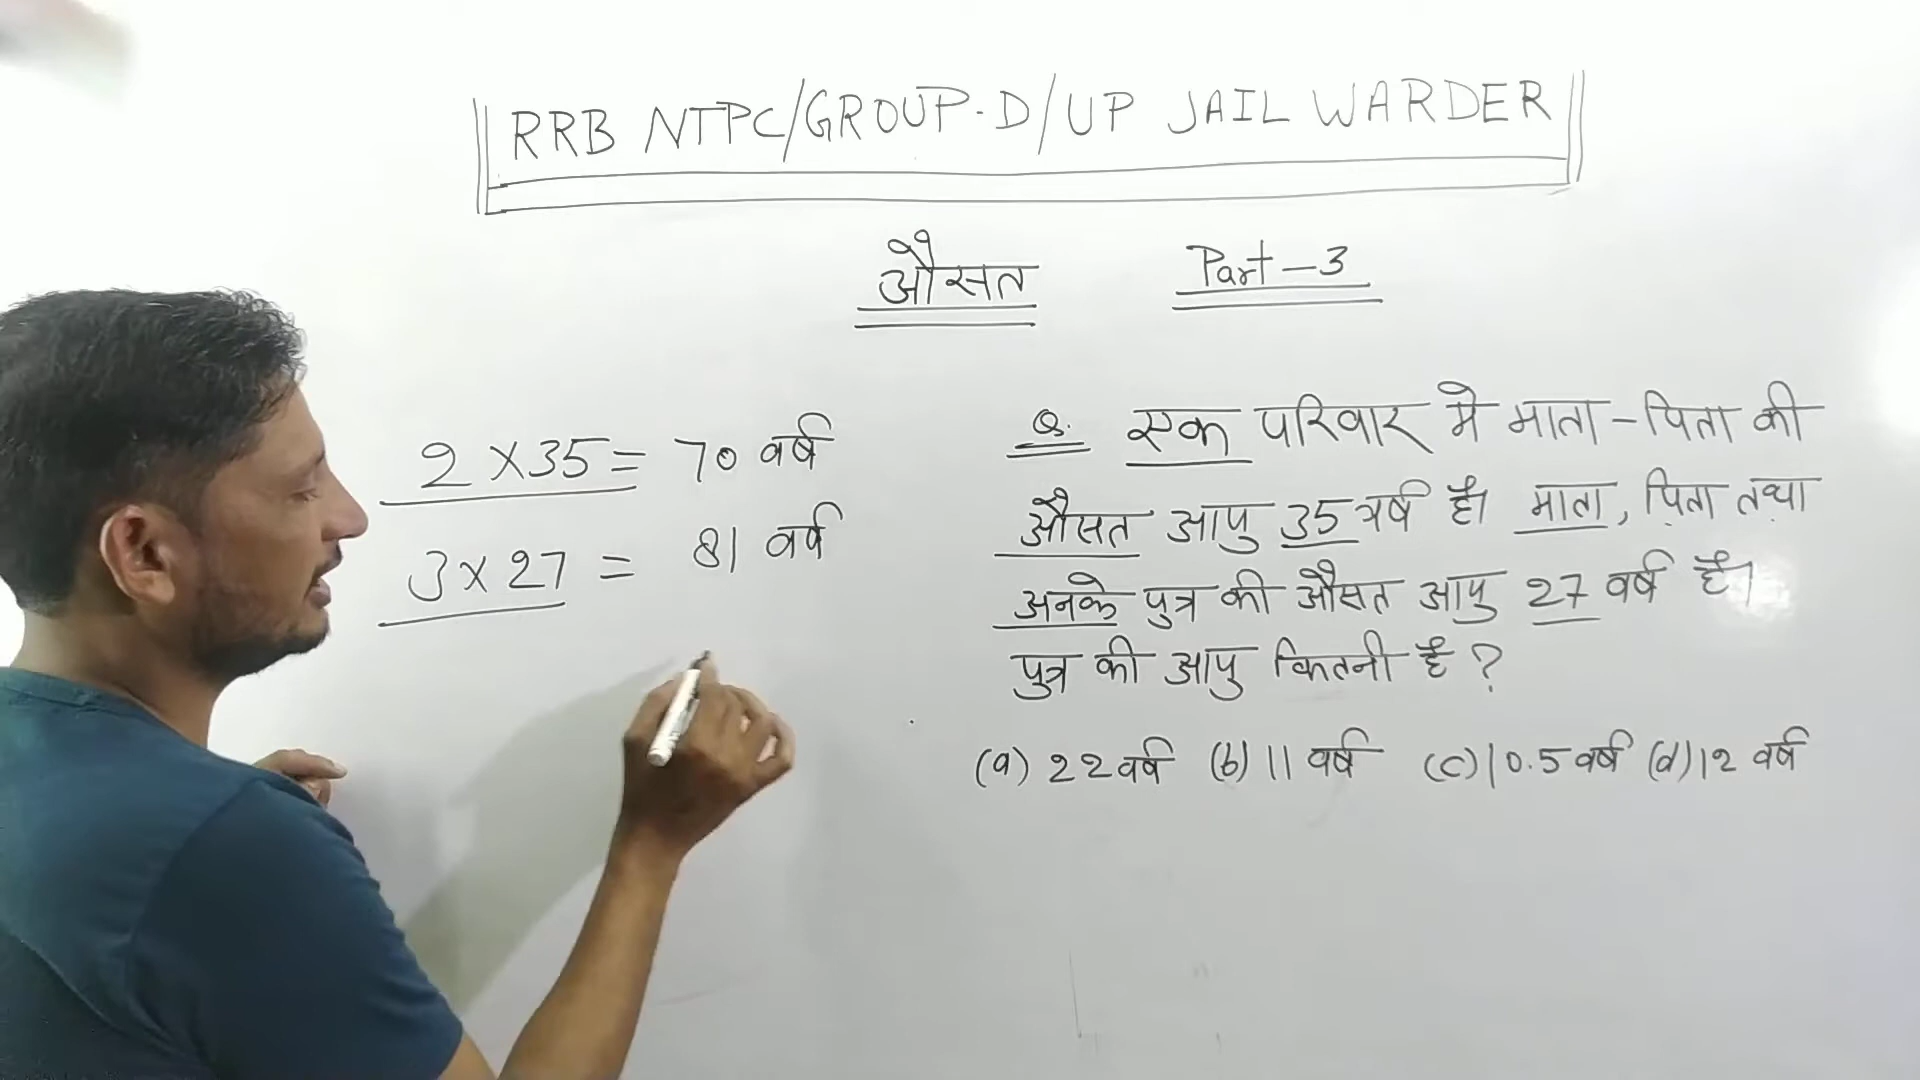 RRB NTPC/GROUP-D/UP JAIL WARDER
औसत Part-3
2 x 35 = 70 वर्ष
3 x 27 = 81 वर्ष
Q. एक परिवार मे माता-पिता की
औसत आयु 35 वर्ष है। माता, पिता तथा
उनके पुत्र की औसत आयु 27 वर्ष है।
पुत्र की आयु कितनी है ?
(a) 22 वर्ष (b) 11 वर्ष (c) 10.5 वर्ष (d) 12 वर्ष